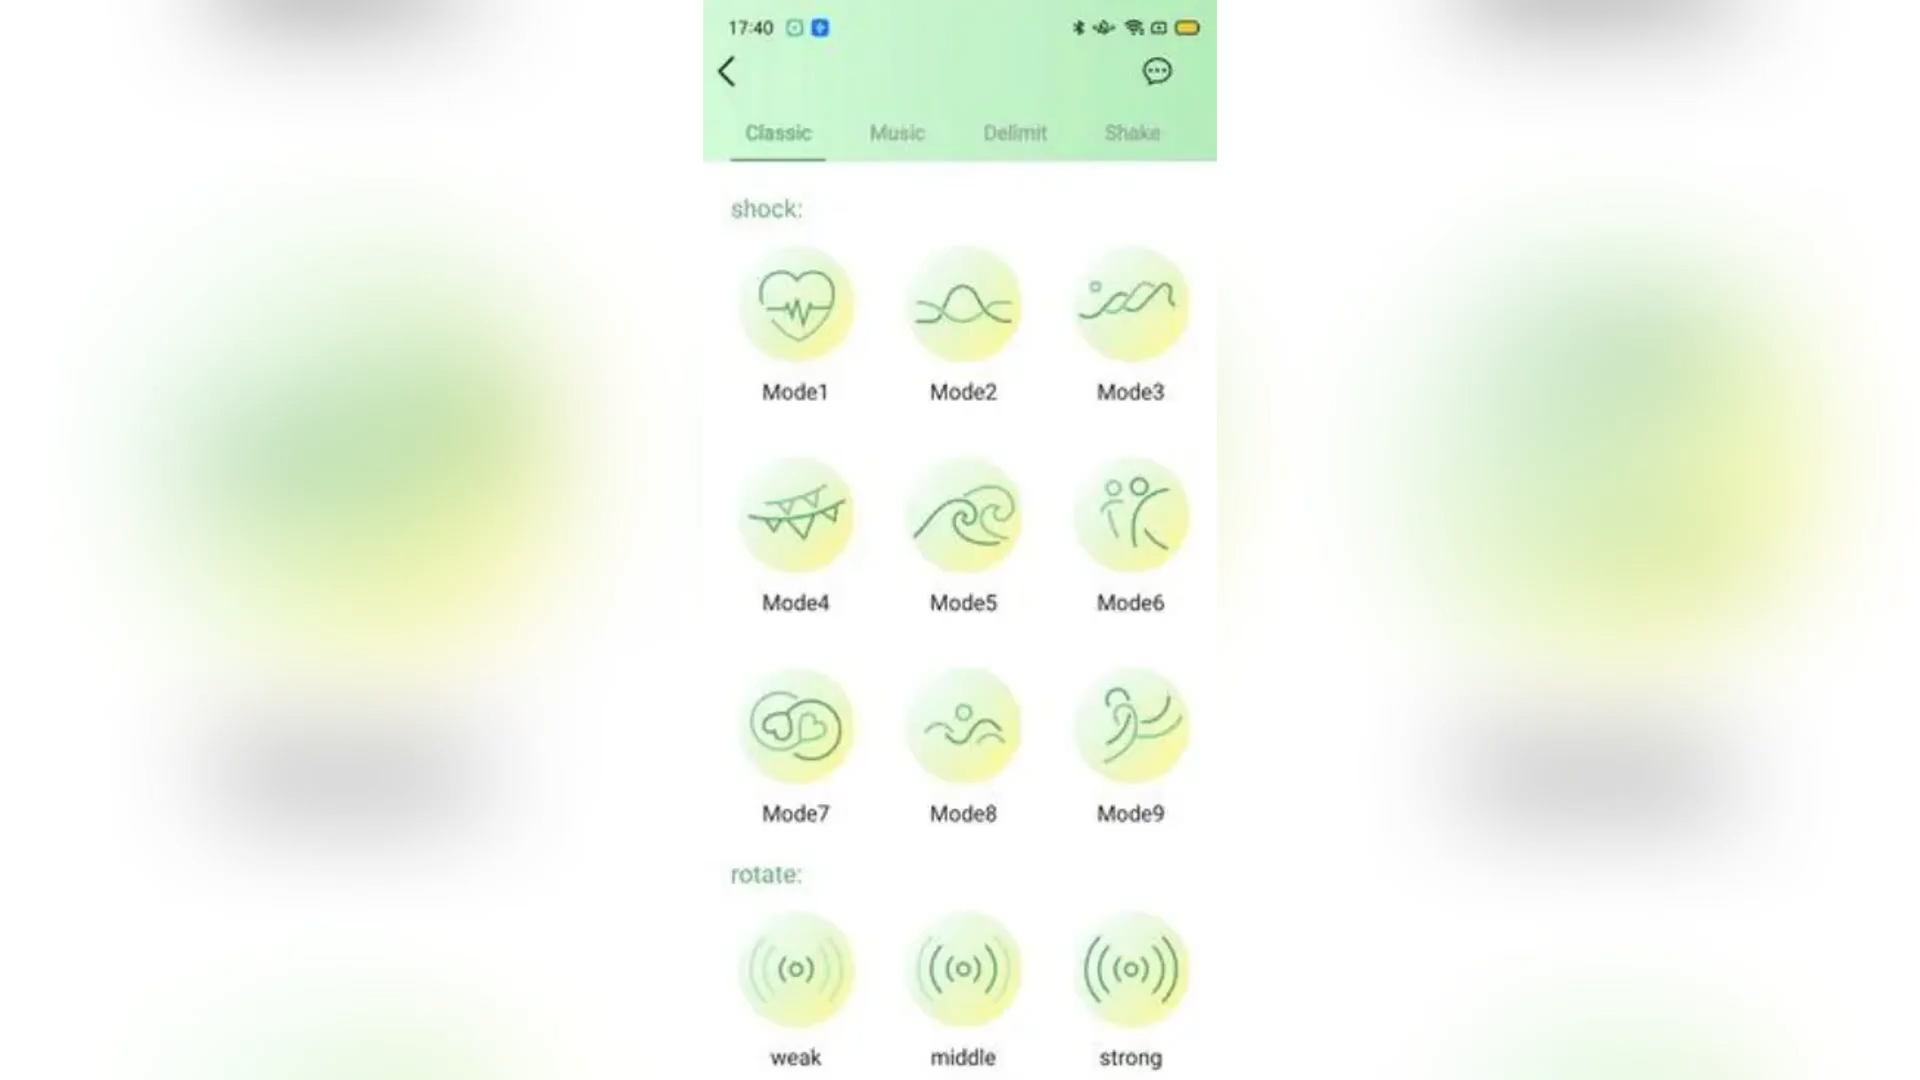 17:40
Classic Music Delimit Shake
shock:
Mode1 Mode2 Mode3
Mode4 Mode5 Mode6
Mode7 Mode8 Mode9
rotate:
weak middle strong